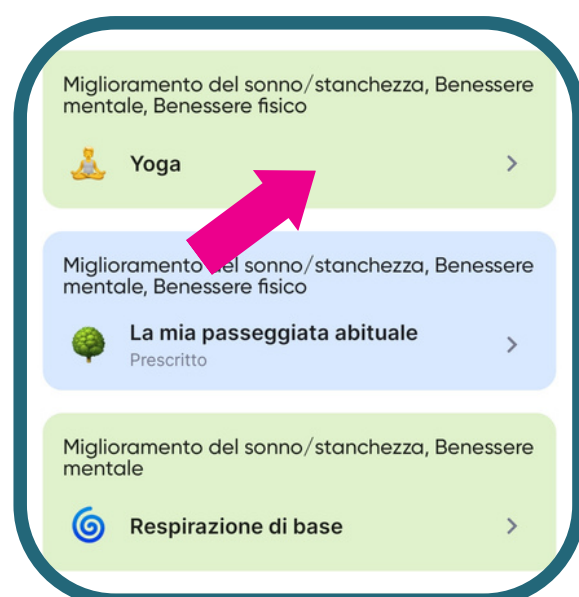 Miglioramento del sonno/stanchezza, Benessere
mentale, Benessere fisico
Yoga
Miglioramento del sonno/stanchezza, Benessere
mentale, Benessere fisico
La mia passeggiata abituale
Prescritto
Miglioramento del sonno/stanchezza, Benessere
mentale
Respirazione di base